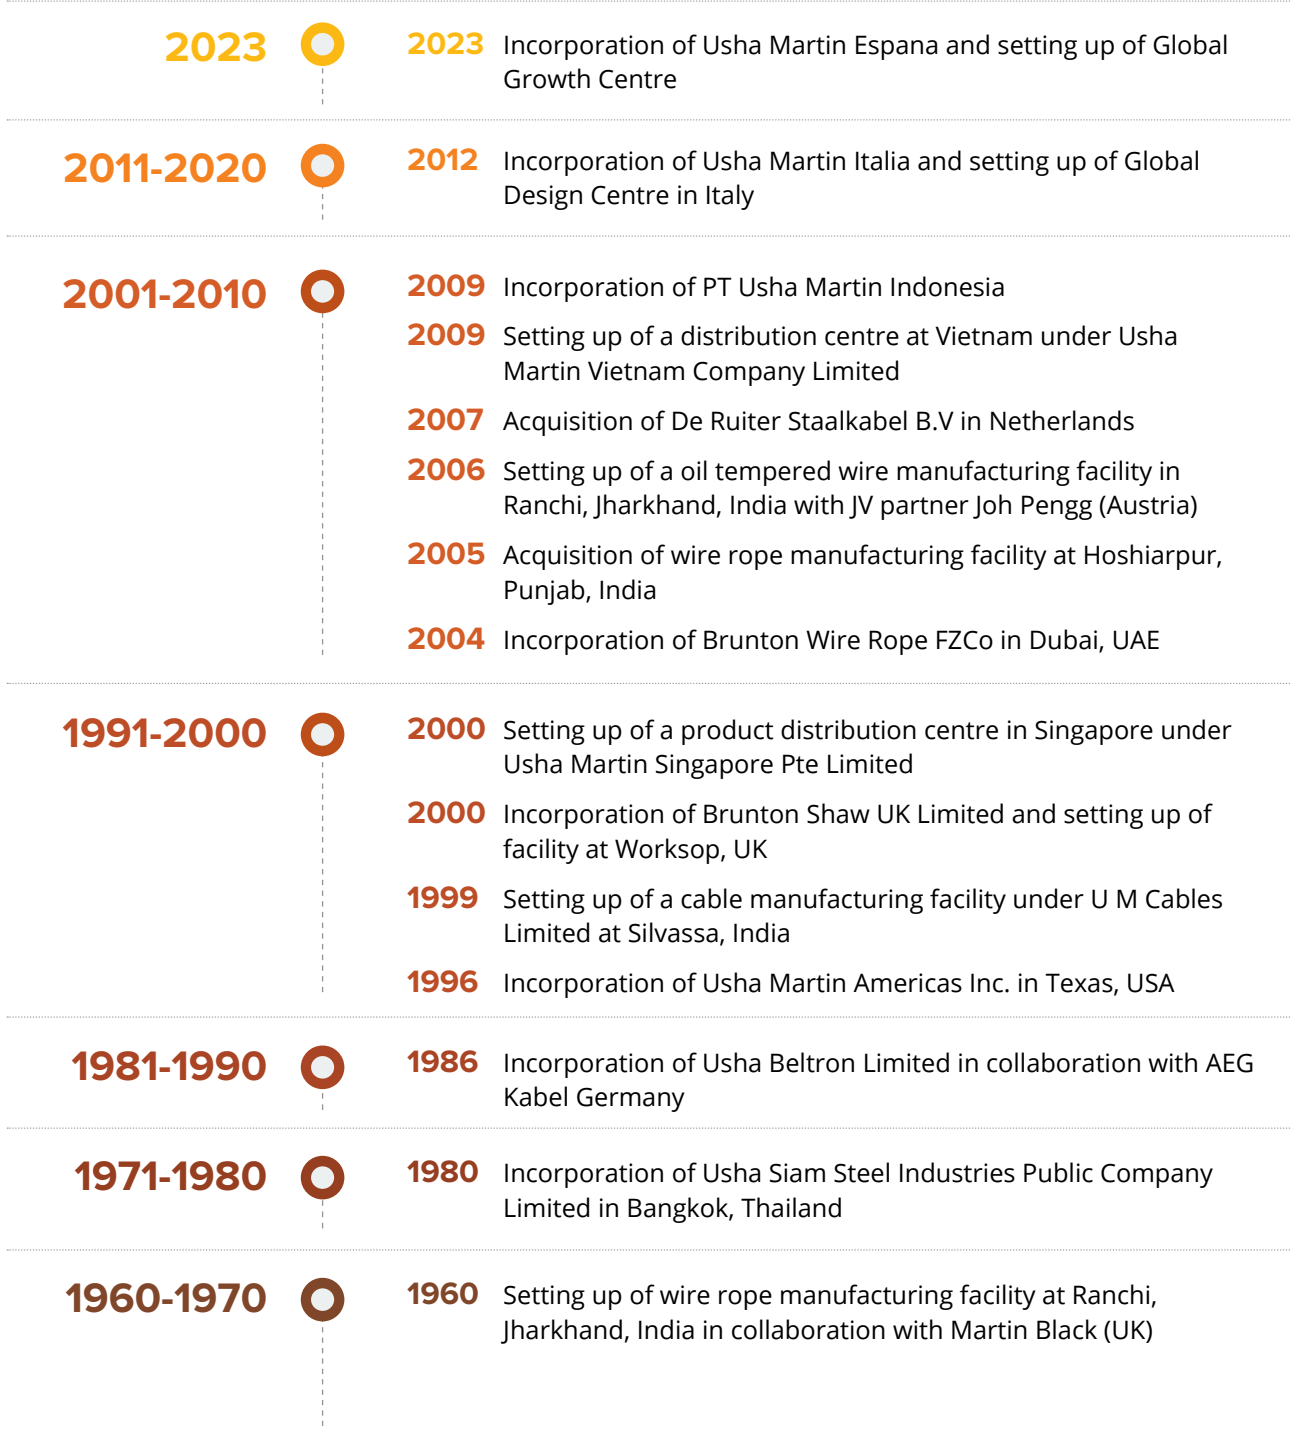 2023
2023 Incorporation of Usha Martin Espana and setting up of Global
Growth Centre
2011-2020
2012 Incorporation of Usha Martin Italia and setting up of Global
Design Centre in Italy
2001-2010
2009 Incorporation of PT Usha Martin Indonesia
2009 Setting up of a distribution centre at Vietnam under Usha
Martin Vietnam Company Limited
2007 Acquisition of De Ruiter Staalkabel B.V in Netherlands
2006 Setting up of a oil tempered wire manufacturing facility in
Ranchi, Jharkhand, India with JV partner Joh Pengg (Austria)
2005 Acquisition of wire rope manufacturing facility at Hoshiarpur,
Punjab, India
2004 Incorporation of Brunton Wire Rope FZCo in Dubai, UAE
1991-2000
2000 Setting up of a product distribution centre in Singapore under
Usha Martin Singapore Pte Limited
2000 Incorporation of Brunton Shaw UK Limited and setting up of
facility at Worksop, UK
1999 Setting up of a cable manufacturing facility under U M Cables
Limited at Silvassa, India
1996 Incorporation of Usha Martin Americas Inc. in Texas, USA
1981-1990
1986 Incorporation of Usha Beltron Limited in collaboration with AEG
Kabel Germany
1971-1980
1980 Incorporation of Usha Siam Steel Industries Public Company
Limited in Bangkok, Thailand
1960-1970
1960 Setting up of wire rope manufacturing facility at Ranchi,
Jharkhand, India in collaboration with Martin Black (UK)